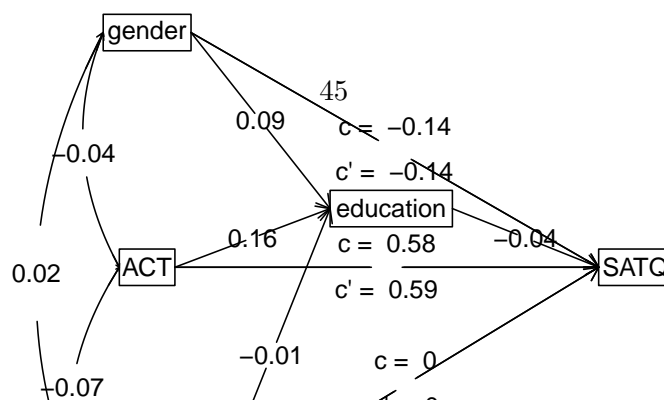 gender
45
0.09
c = −0.14
−0.04
c' = −0.14
education
0.16
c = 0.58
−0.04
0.02
ACT
SATQ
c' = 0.59
−0.01
c = 0
−0.07